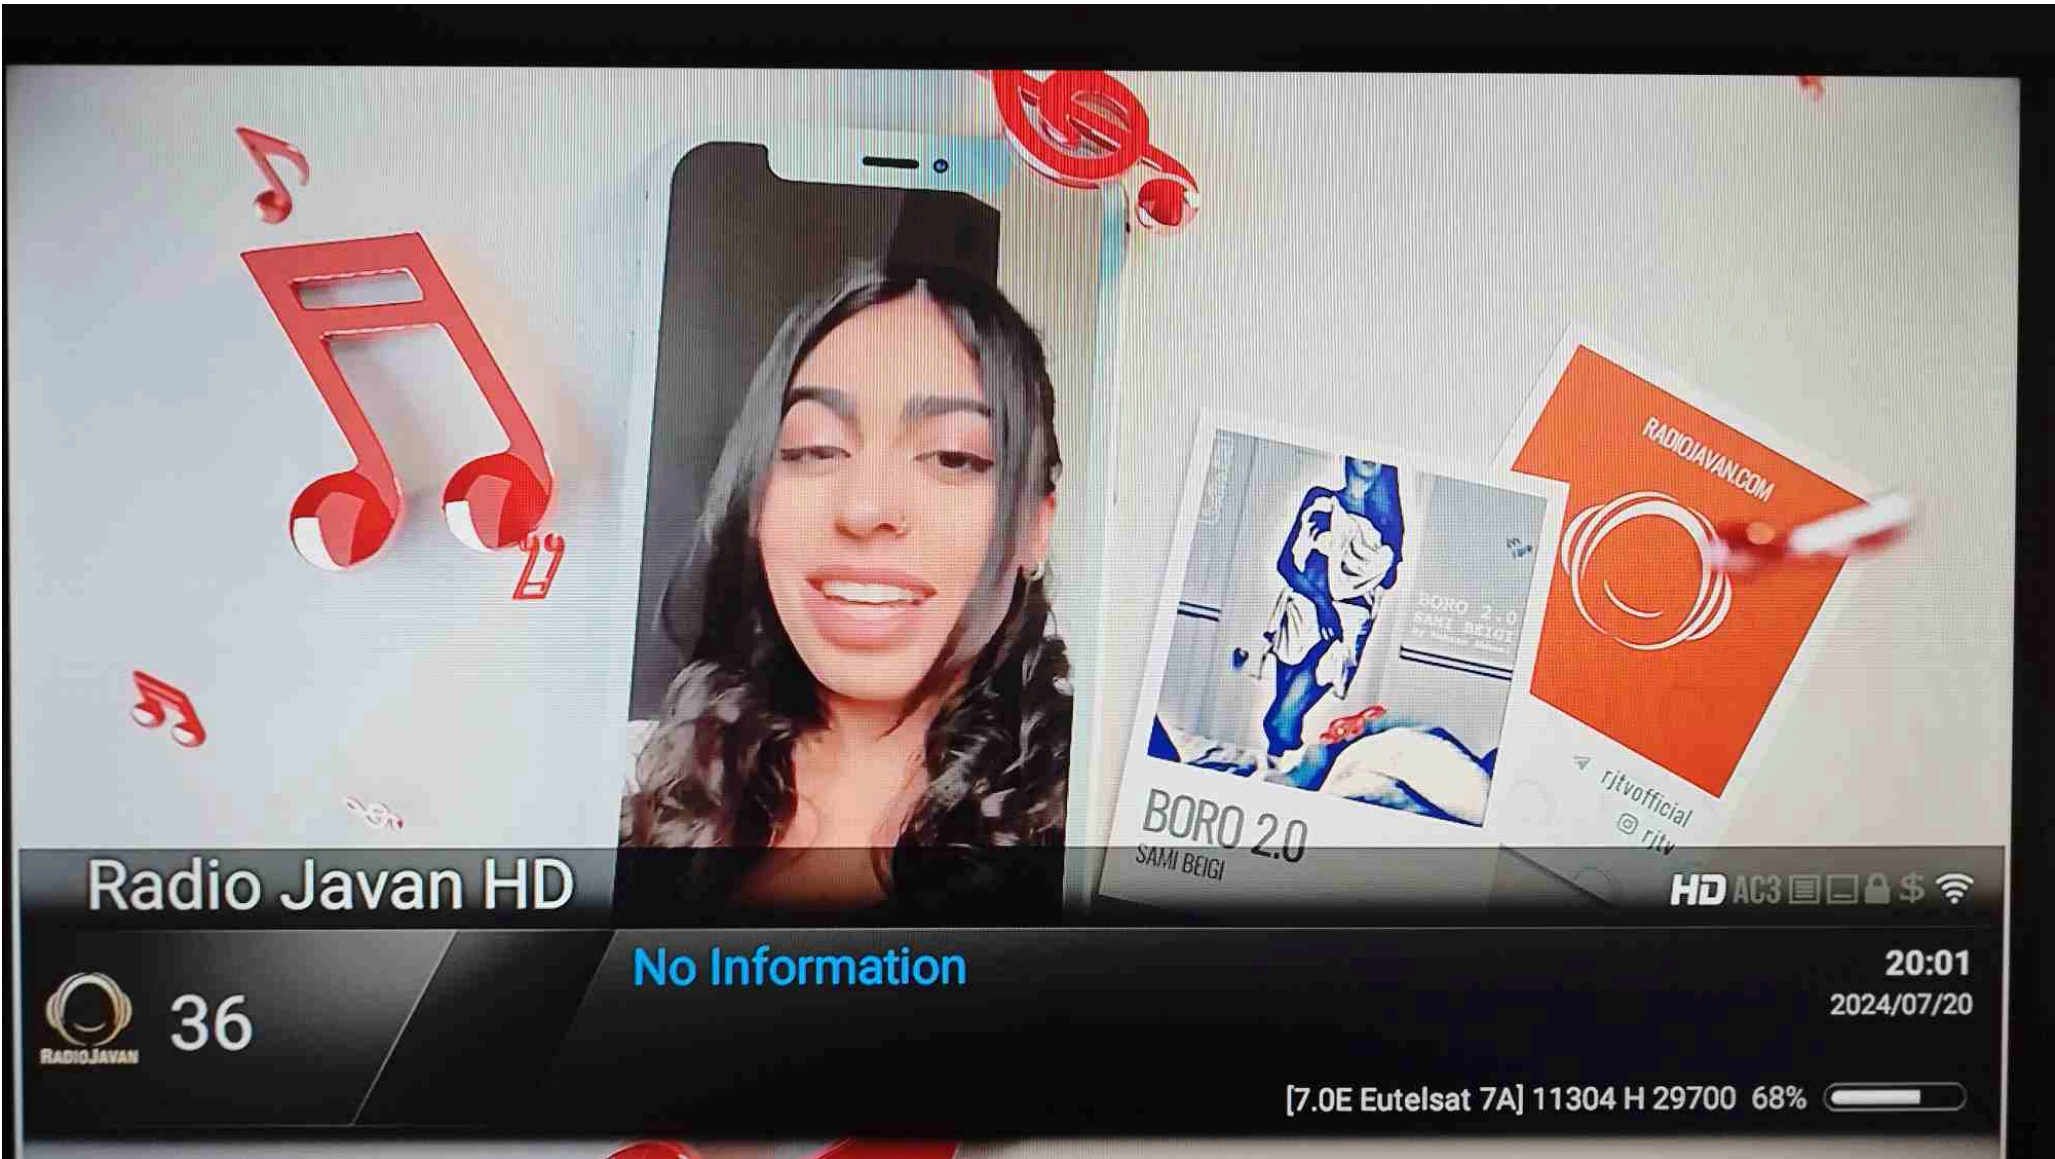 RADIOJAVAN.COM
BORO 2.0
SAMI BEIGI
BORO 2.0
SAMI BEIGI
rjtvofficial
rjtv
Radio Javan HD
HD AC3 $
No Information
20:01
2024/07/20
RADIOJAVAN
36
[7.0E Eutelsat 7A] 11304 H 29700 68%